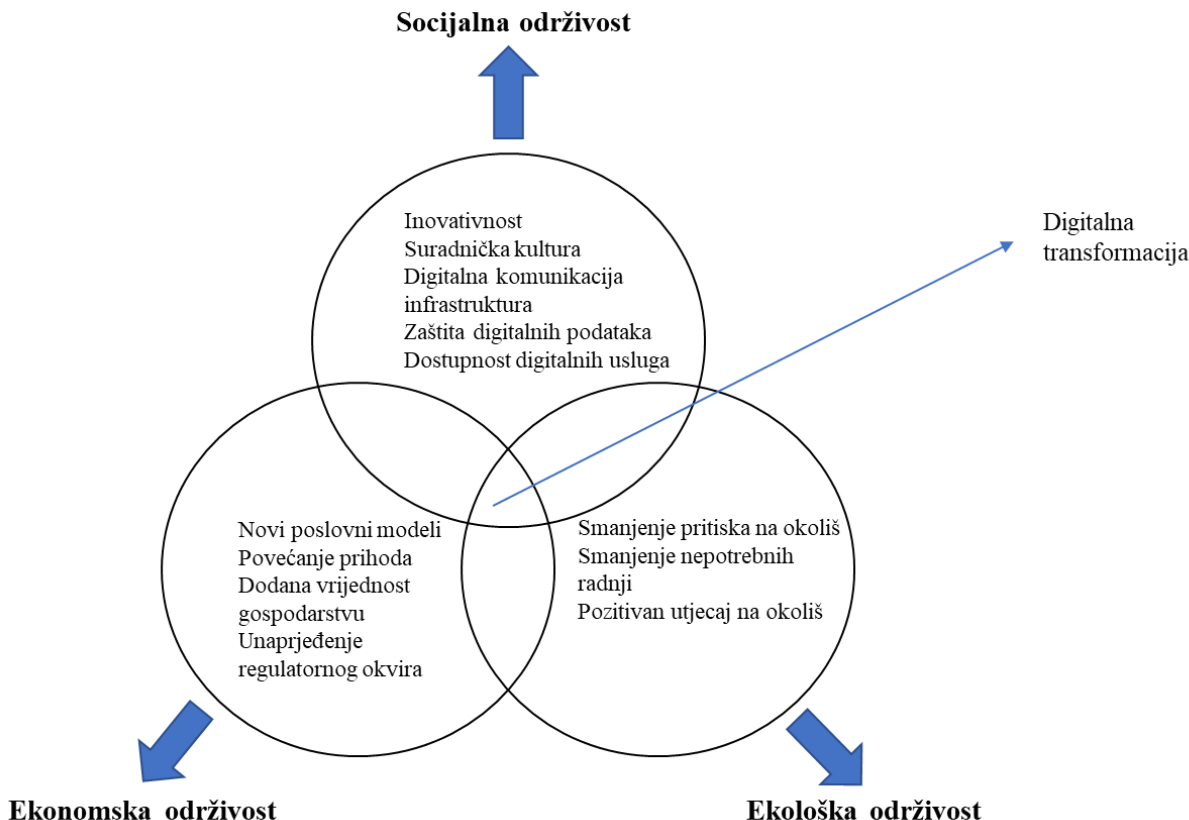 Socijalna održivost
Inovativnost
Suradnička kultura
Digitalna komunikacija
infrastruktura
Zaštita digitalnih podataka
Dostupnost digitalnih usluga
Digitalna
transformacija
Novi poslovni modeli
Povećanje prihoda
Dodana vrijednost
gospodarstvu
Unaprjeđenje
regulatornog okvira
Smanjenje pritiska na okoliš
Smanjenje nepotrebnih
radnji
Pozitivan utjecaj na okoliš
Ekonomska održivost
Ekološka održivost